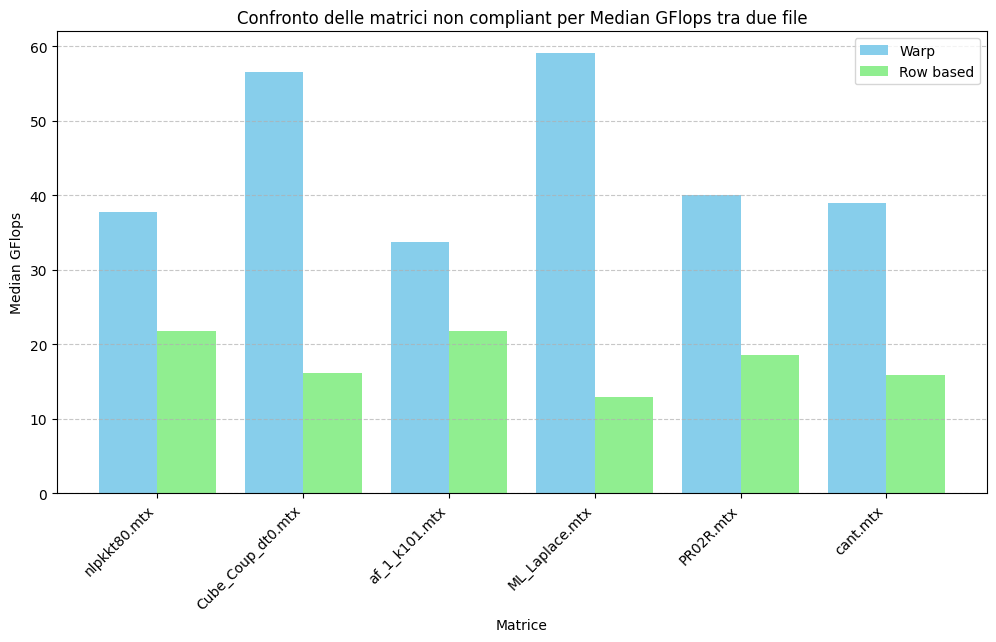 Confronto delle matrici non compliant per Median GFlops tra due file
Warp
Row based
Median GFlops
60
50
40
30
20
10
0
nlpkkt80.mtx
Cube_Coup_dt0.mtx
af_1_k101.mtx
ML_Laplace.mtx
PR02R.mtx
cant.mtx
Matrice